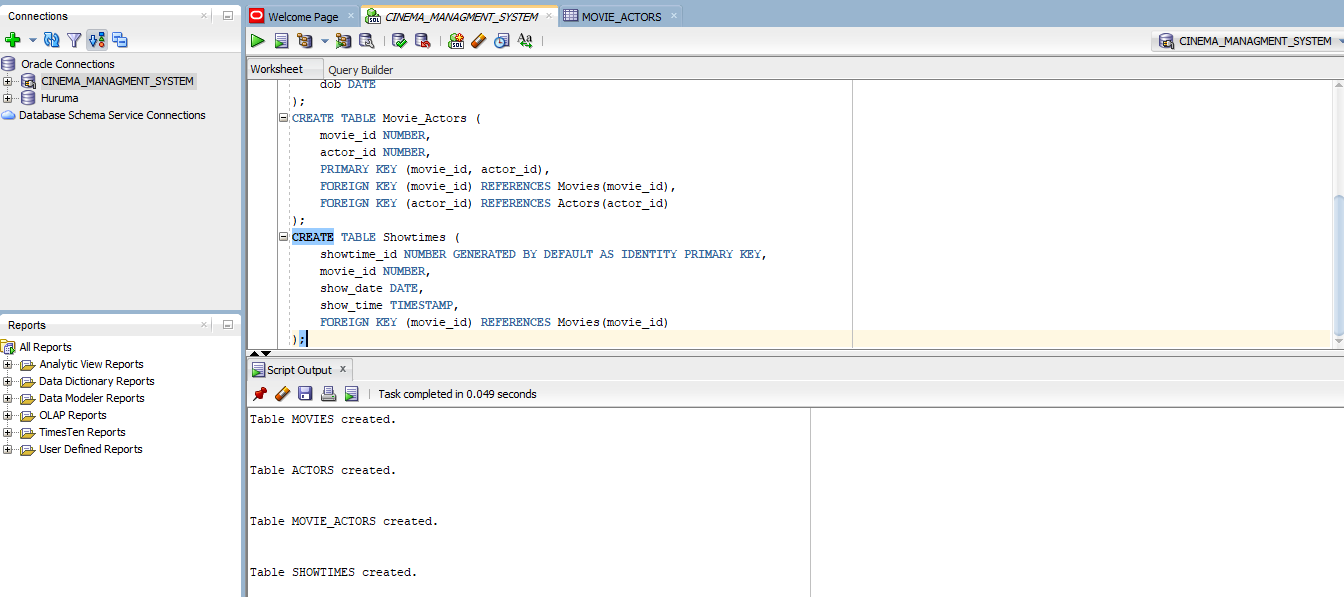 Connections
Oracle Connections
CINEMA_MANAGMENT_SYSTEM
Huruma
Database Schema Service Connections
Reports
All Reports
Analytic View Reports
Data Dictionary Reports
Data Modeler Reports
OLAP Reports
TimesTen Reports
User Defined Reports
Welcome Page
CINEMA_MANAGMENT_SYSTEM
MOVIE_ACTORS
SQL
SQL
Aa
CINEMA_MANAGMENT_SYSTEM
Worksheet
Query Builder
dob DATE
);
CREATE TABLE Movie_Actors (
movie_id NUMBER,
actor_id NUMBER,
PRIMARY KEY (movie_id, actor_id),
FOREIGN KEY (movie_id) REFERENCES Movies(movie_id),
FOREIGN KEY (actor_id) REFERENCES Actors(actor_id)
);
CREATE TABLE Showtimes (
showtime_id NUMBER GENERATED BY DEFAULT AS IDENTITY PRIMARY KEY,
movie_id NUMBER,
show_date DATE,
show_time TIMESTAMP,
FOREIGN KEY (movie_id) REFERENCES Movies(movie_id)
);
Script Output
Task completed in 0.049 seconds
Table MOVIES created.
Table ACTORS created.
Table MOVIE_ACTORS created.
Table SHOWTIMES created.